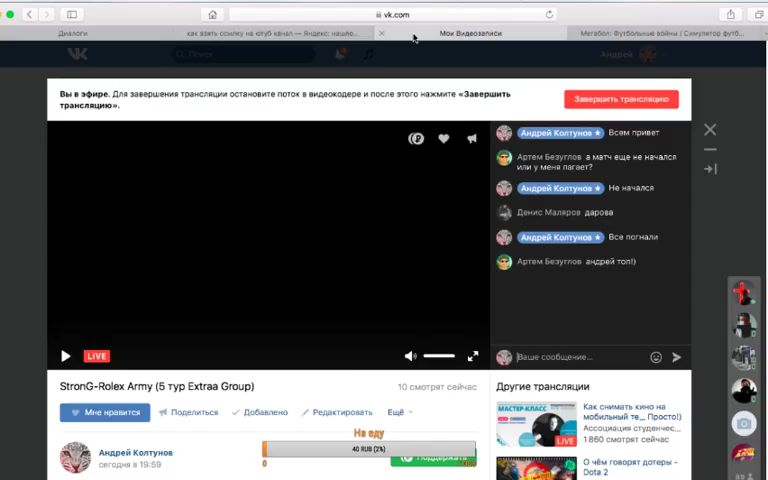 vk.com
Диалоги
как взять ссылку на ютуб канал — Яндекс: нашло...
Мои Видеозаписи
Мегабол: Футбольные войны | Симулятор футб...
Поиск
Андрей
Вы в эфире. Для завершения трансляции остановите поток в видеокодере и после этого нажмите «Завершить
трансляцию».
Завершить трансляцию
Андрей Колтунов Всем привет
Артем Безуглов а матч еще не начался
или у меня лагает?
Андрей Колтунов Не начался
Денис Маляров дарова
Андрей Колтунов Все погнали
Артем Безуглов андрей топ!)
LIVE
Ваше сообщение...
StronG-Rolex Army (5 тур Extraa Group)
10 смотрят сейчас
Мне нравится
Поделиться
Добавлено
Редактировать
Ещё
Другие трансляции
МАСТЕР-КЛАСС
LIVE
Как снимать кино на
мобильный те... Просто!)
Ассоциация студенчес...
1 860 смотрят сейчас
О чём говорят дотеры -
Dota 2
На еду
40 RUB (2%)
0
Андрей Колтунов
сегодня в 19:59